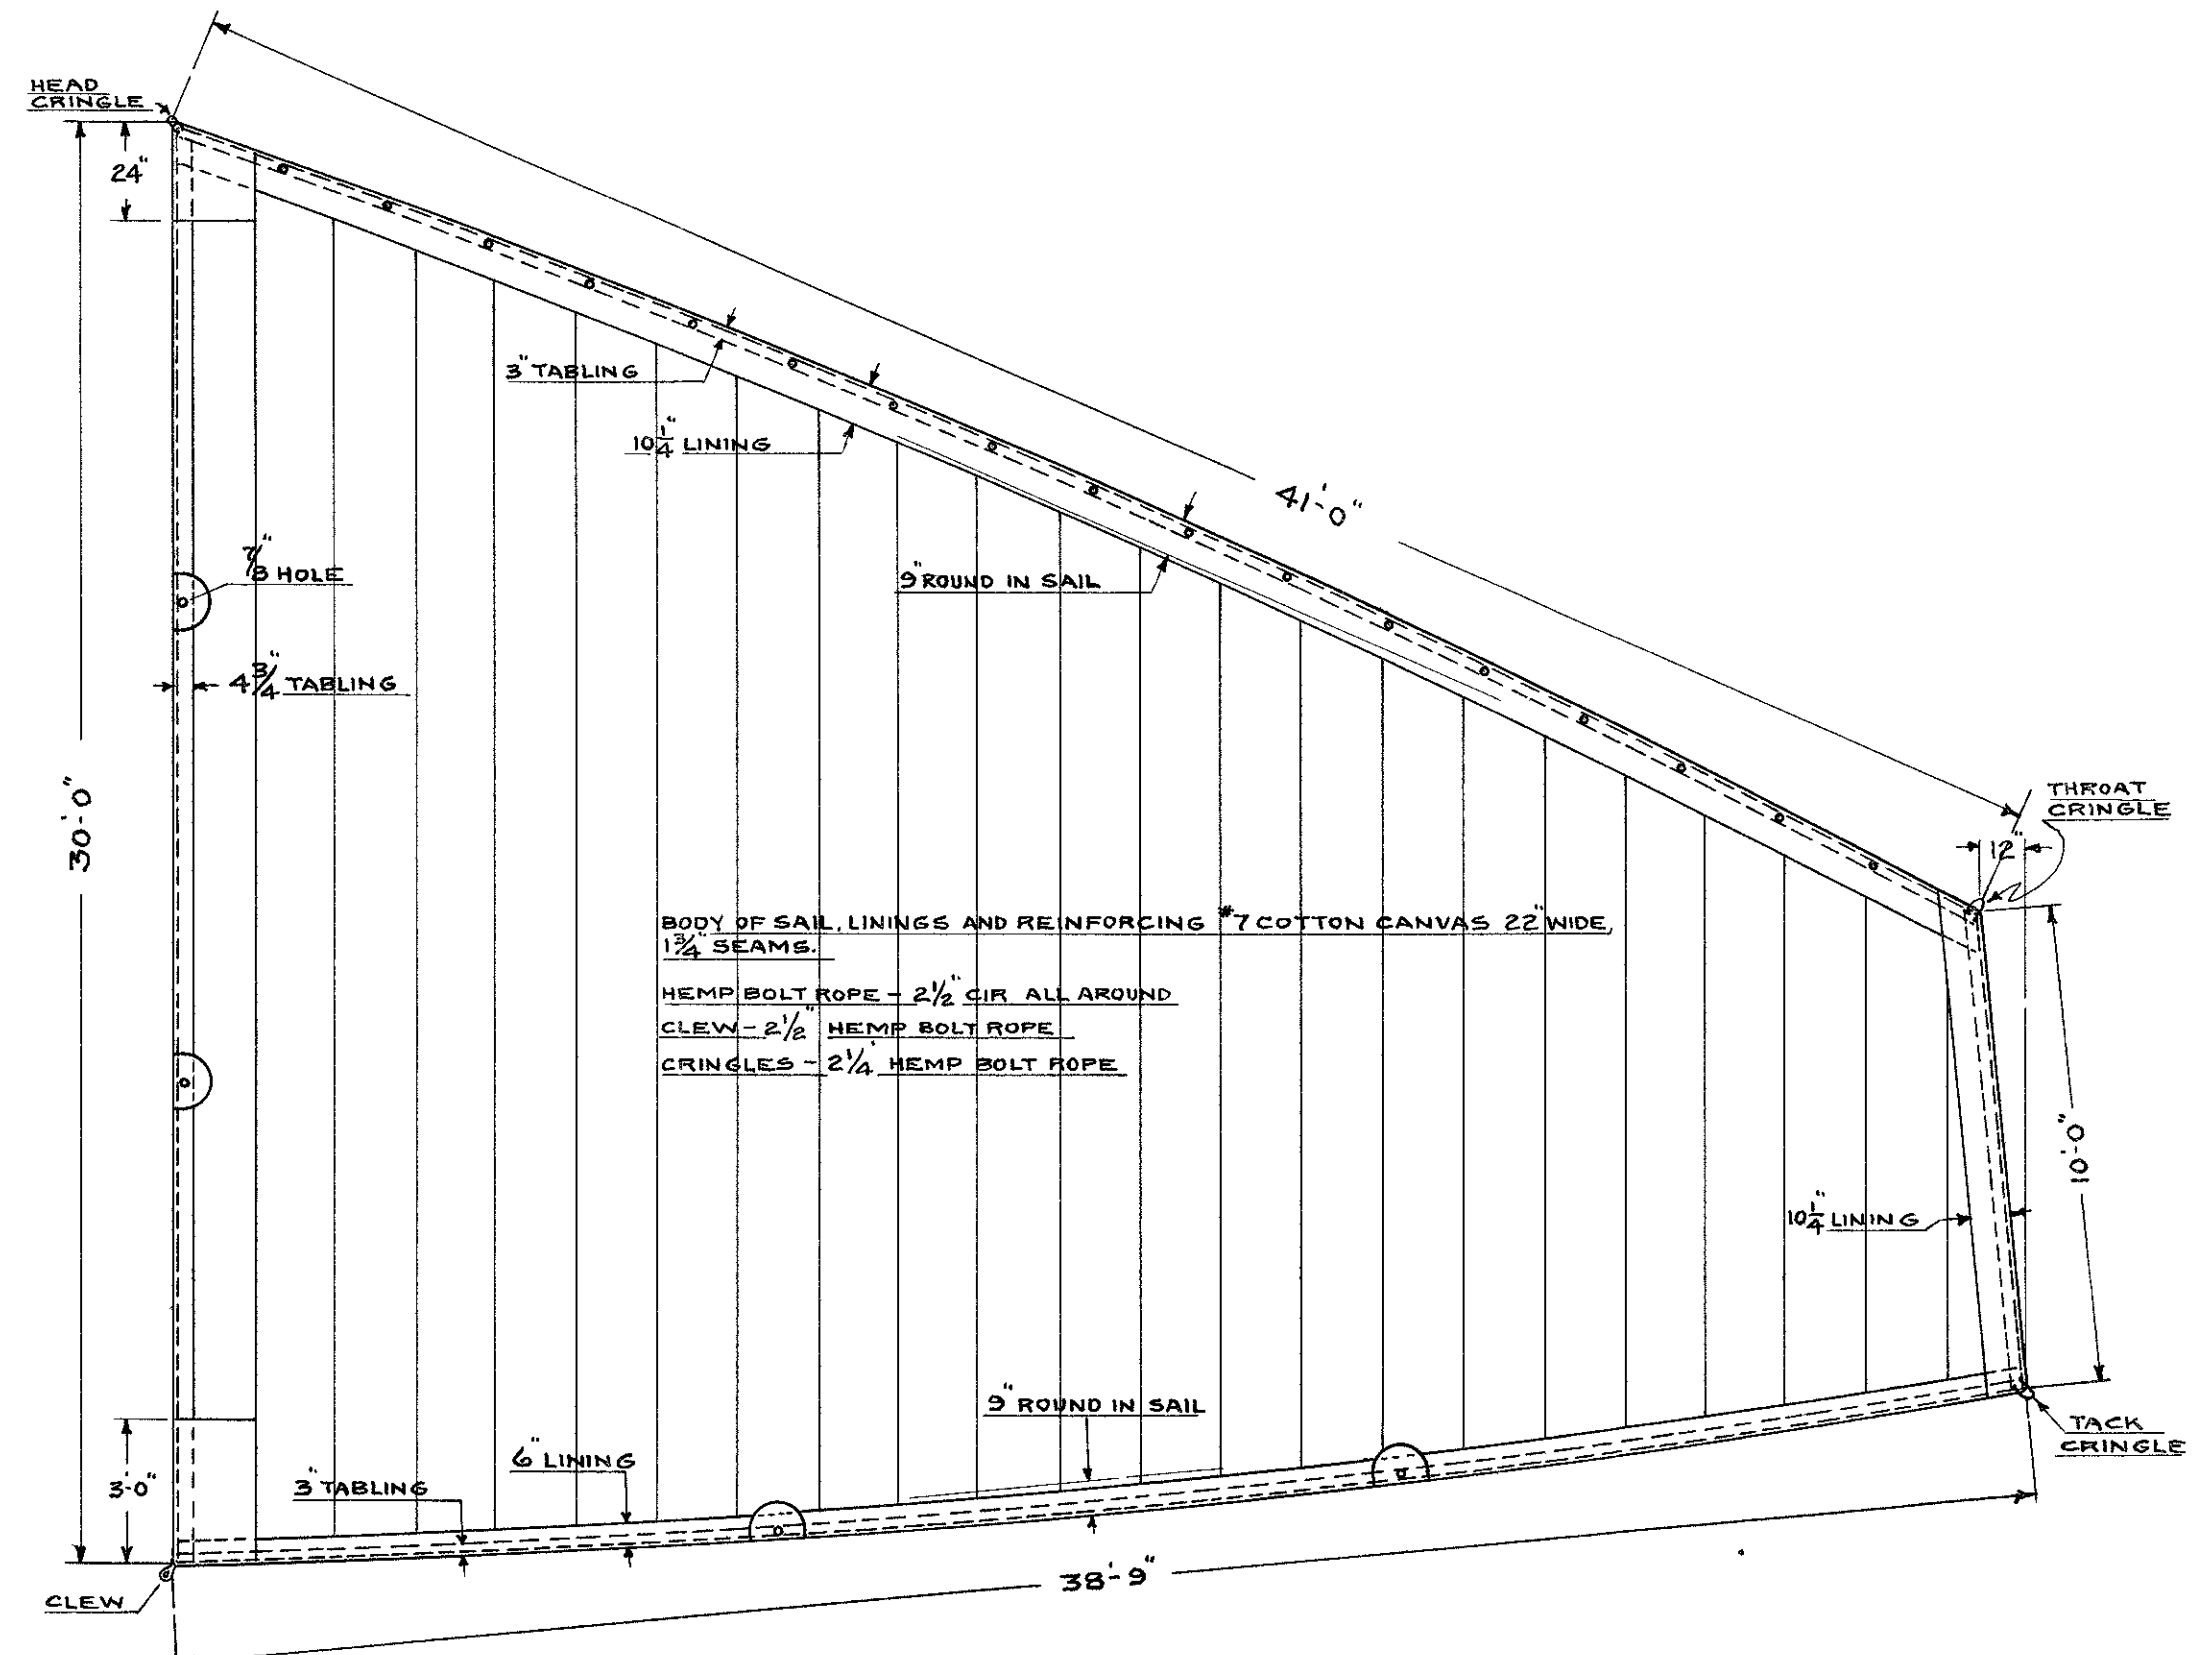 HEAD
CRINGLE
24"
30'-0"
7/8" HOLE
4 3/4" TABLING
3" TABLING
10 1/4" LINING
41'-0"
9" ROUND IN SAIL
THROAT
CRINGLE
12"
BODY OF SAIL, LININGS AND REINFORCING #7 COTTON CANVAS 22" WIDE,
1 3/4" SEAMS.
HEMP BOLT ROPE - 2 1/2" CIR ALL AROUND
CLEW - 2 1/2" HEMP BOLT ROPE
CRINGLES - 2 1/4' HEMP BOLT ROPE
10'-0"
10 1/4" LINING
9" ROUND IN SAIL
6" LINING
3" TABLING
3'-0"
TACK
CRINGLE
38'-9"
CLEW